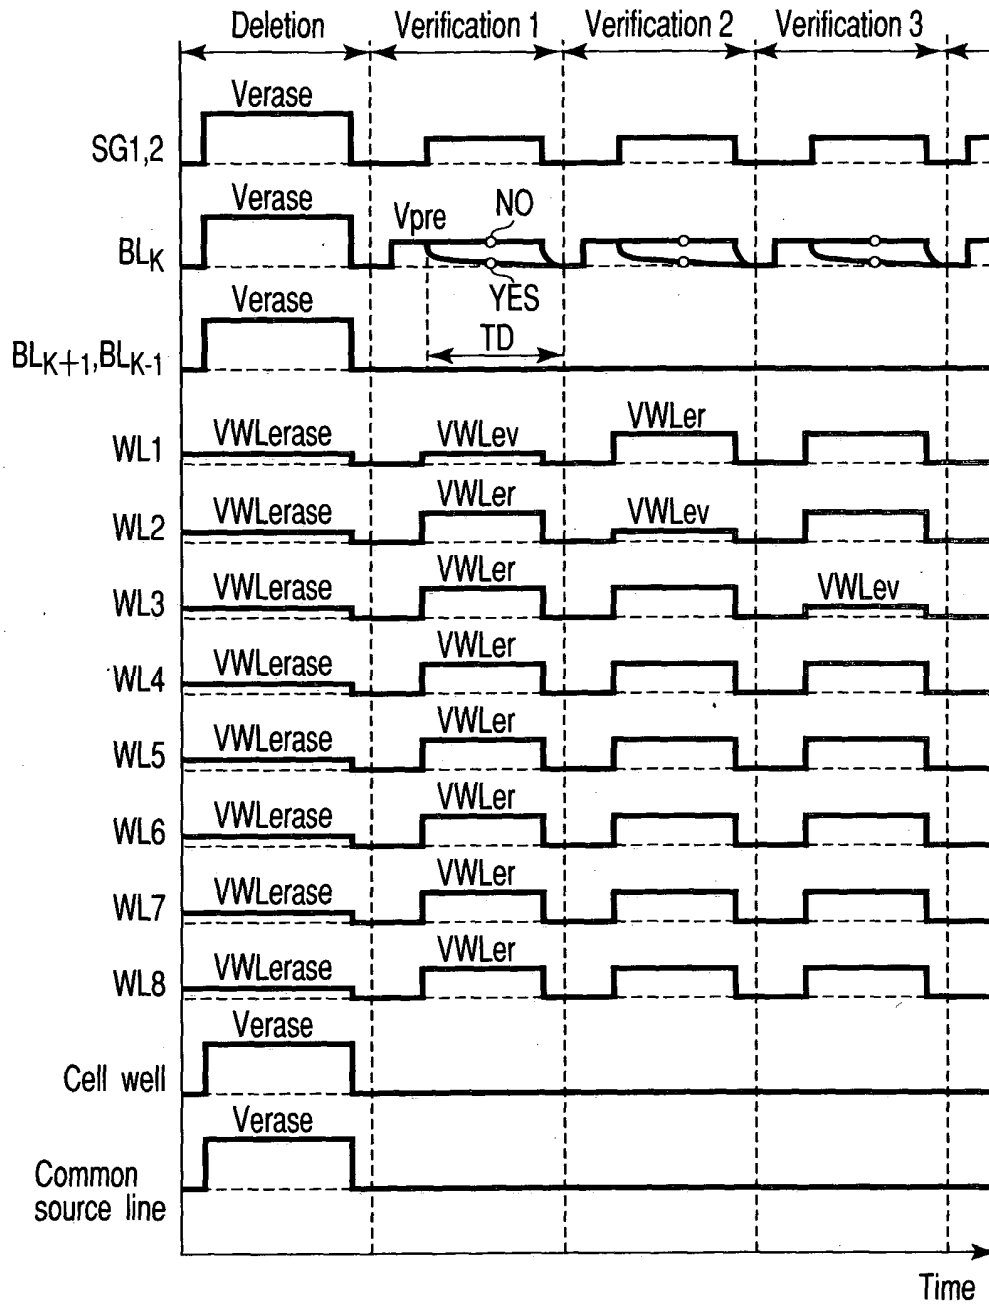 Deletion Verification 1 Verification 2 Verification 3
Verase
SG1,2
Verase
Vpre NO
BLK
YES
Verase
TD
BLK+1,BLK-1
VWLerase VWLev VWLer
WL1
VWLerase VWLer VWLev
WL2
VWLerase VWLer VWLev
WL3
VWLerase VWLer
WL4
VWLerase VWLer
WL5
VWLerase VWLer
WL6
VWLerase VWLer
WL7
VWLerase VWLer
WL8
Verase
Cell well
Verase
Common
source line
Time